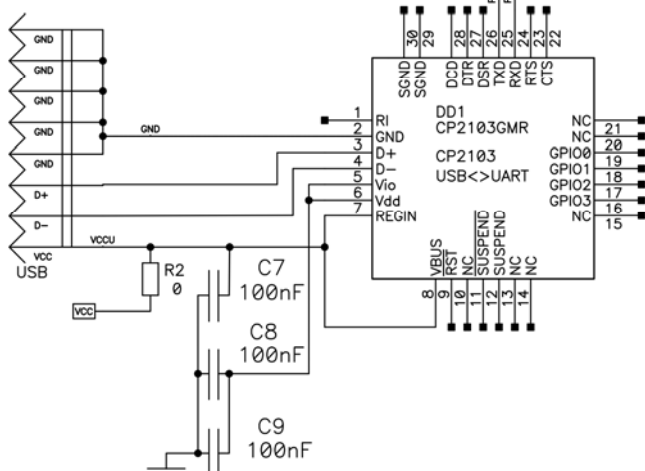 GND
GND
GND
GND
GND
D+
D-
VCC
USB
GND
VCCU
R2
0
VCC
C7
100nF
C8
100nF
C9
100nF
30
29
28
27
26
25
24
23
22
SGND
SGND
DCD
DTR
DSR
TXD
RXD
RTS
CTS
1 RI
2 GND
3 D+
4 D-
5 Vio
6 Vdd
7 REGIN
DD1
CP2103GMR
CP2103
USB<>UART
NC
NC 21
GPIO0 20
GPIO1 19
GPIO2 18
GPIO3 17
NC 16
15
VBUS
RST
NC
SUSPEND
SUSPEND
NC
NC
8
9
10
11
12
13
14